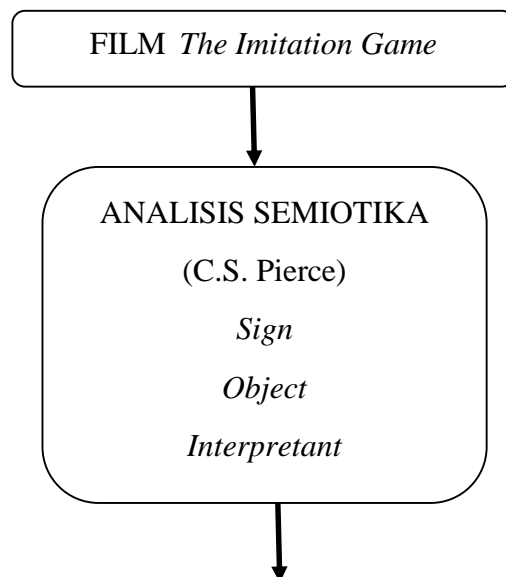 FILM The Imitation Game
ANALISIS SEMIOTIKA
(C.S. Pierce)
Sign
Object
Interpretant